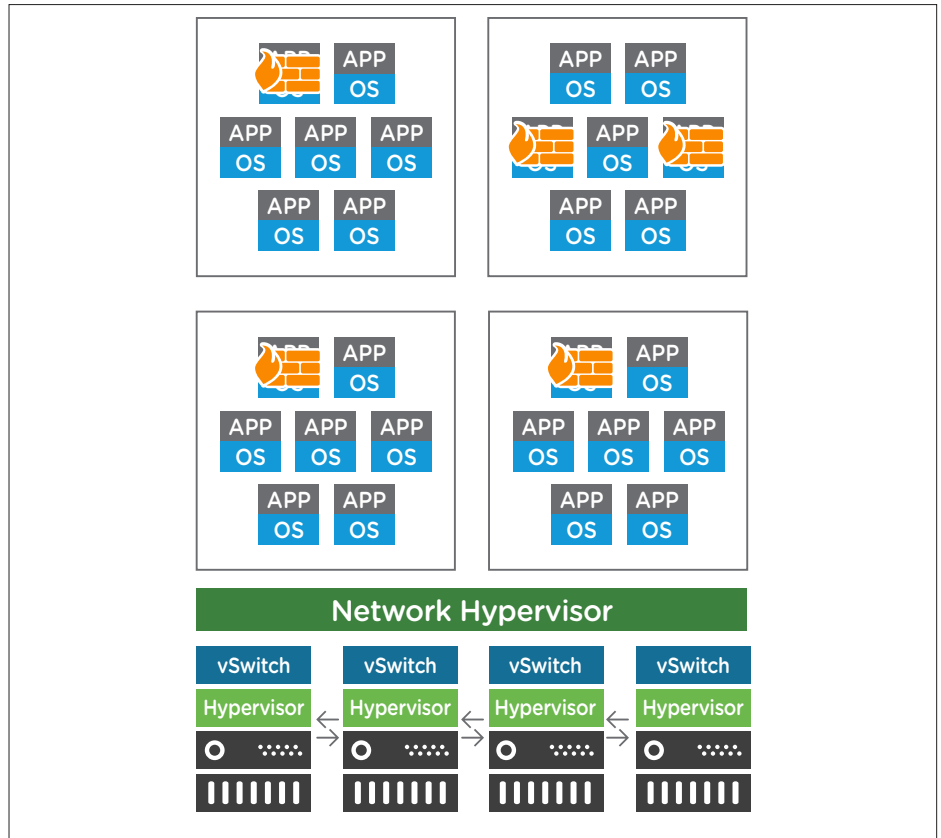 APP
OS
APP APP APP
OS OS OS
APP APP
OS OS
APP APP
OS OS
APP
OS
APP APP
OS OS
APP
OS
APP APP APP
OS OS OS
APP APP
OS OS
APP
OS
APP APP APP
OS OS OS
APP APP
OS OS
Network Hypervisor
vSwitch vSwitch vSwitch vSwitch
Hypervisor Hypervisor Hypervisor Hypervisor